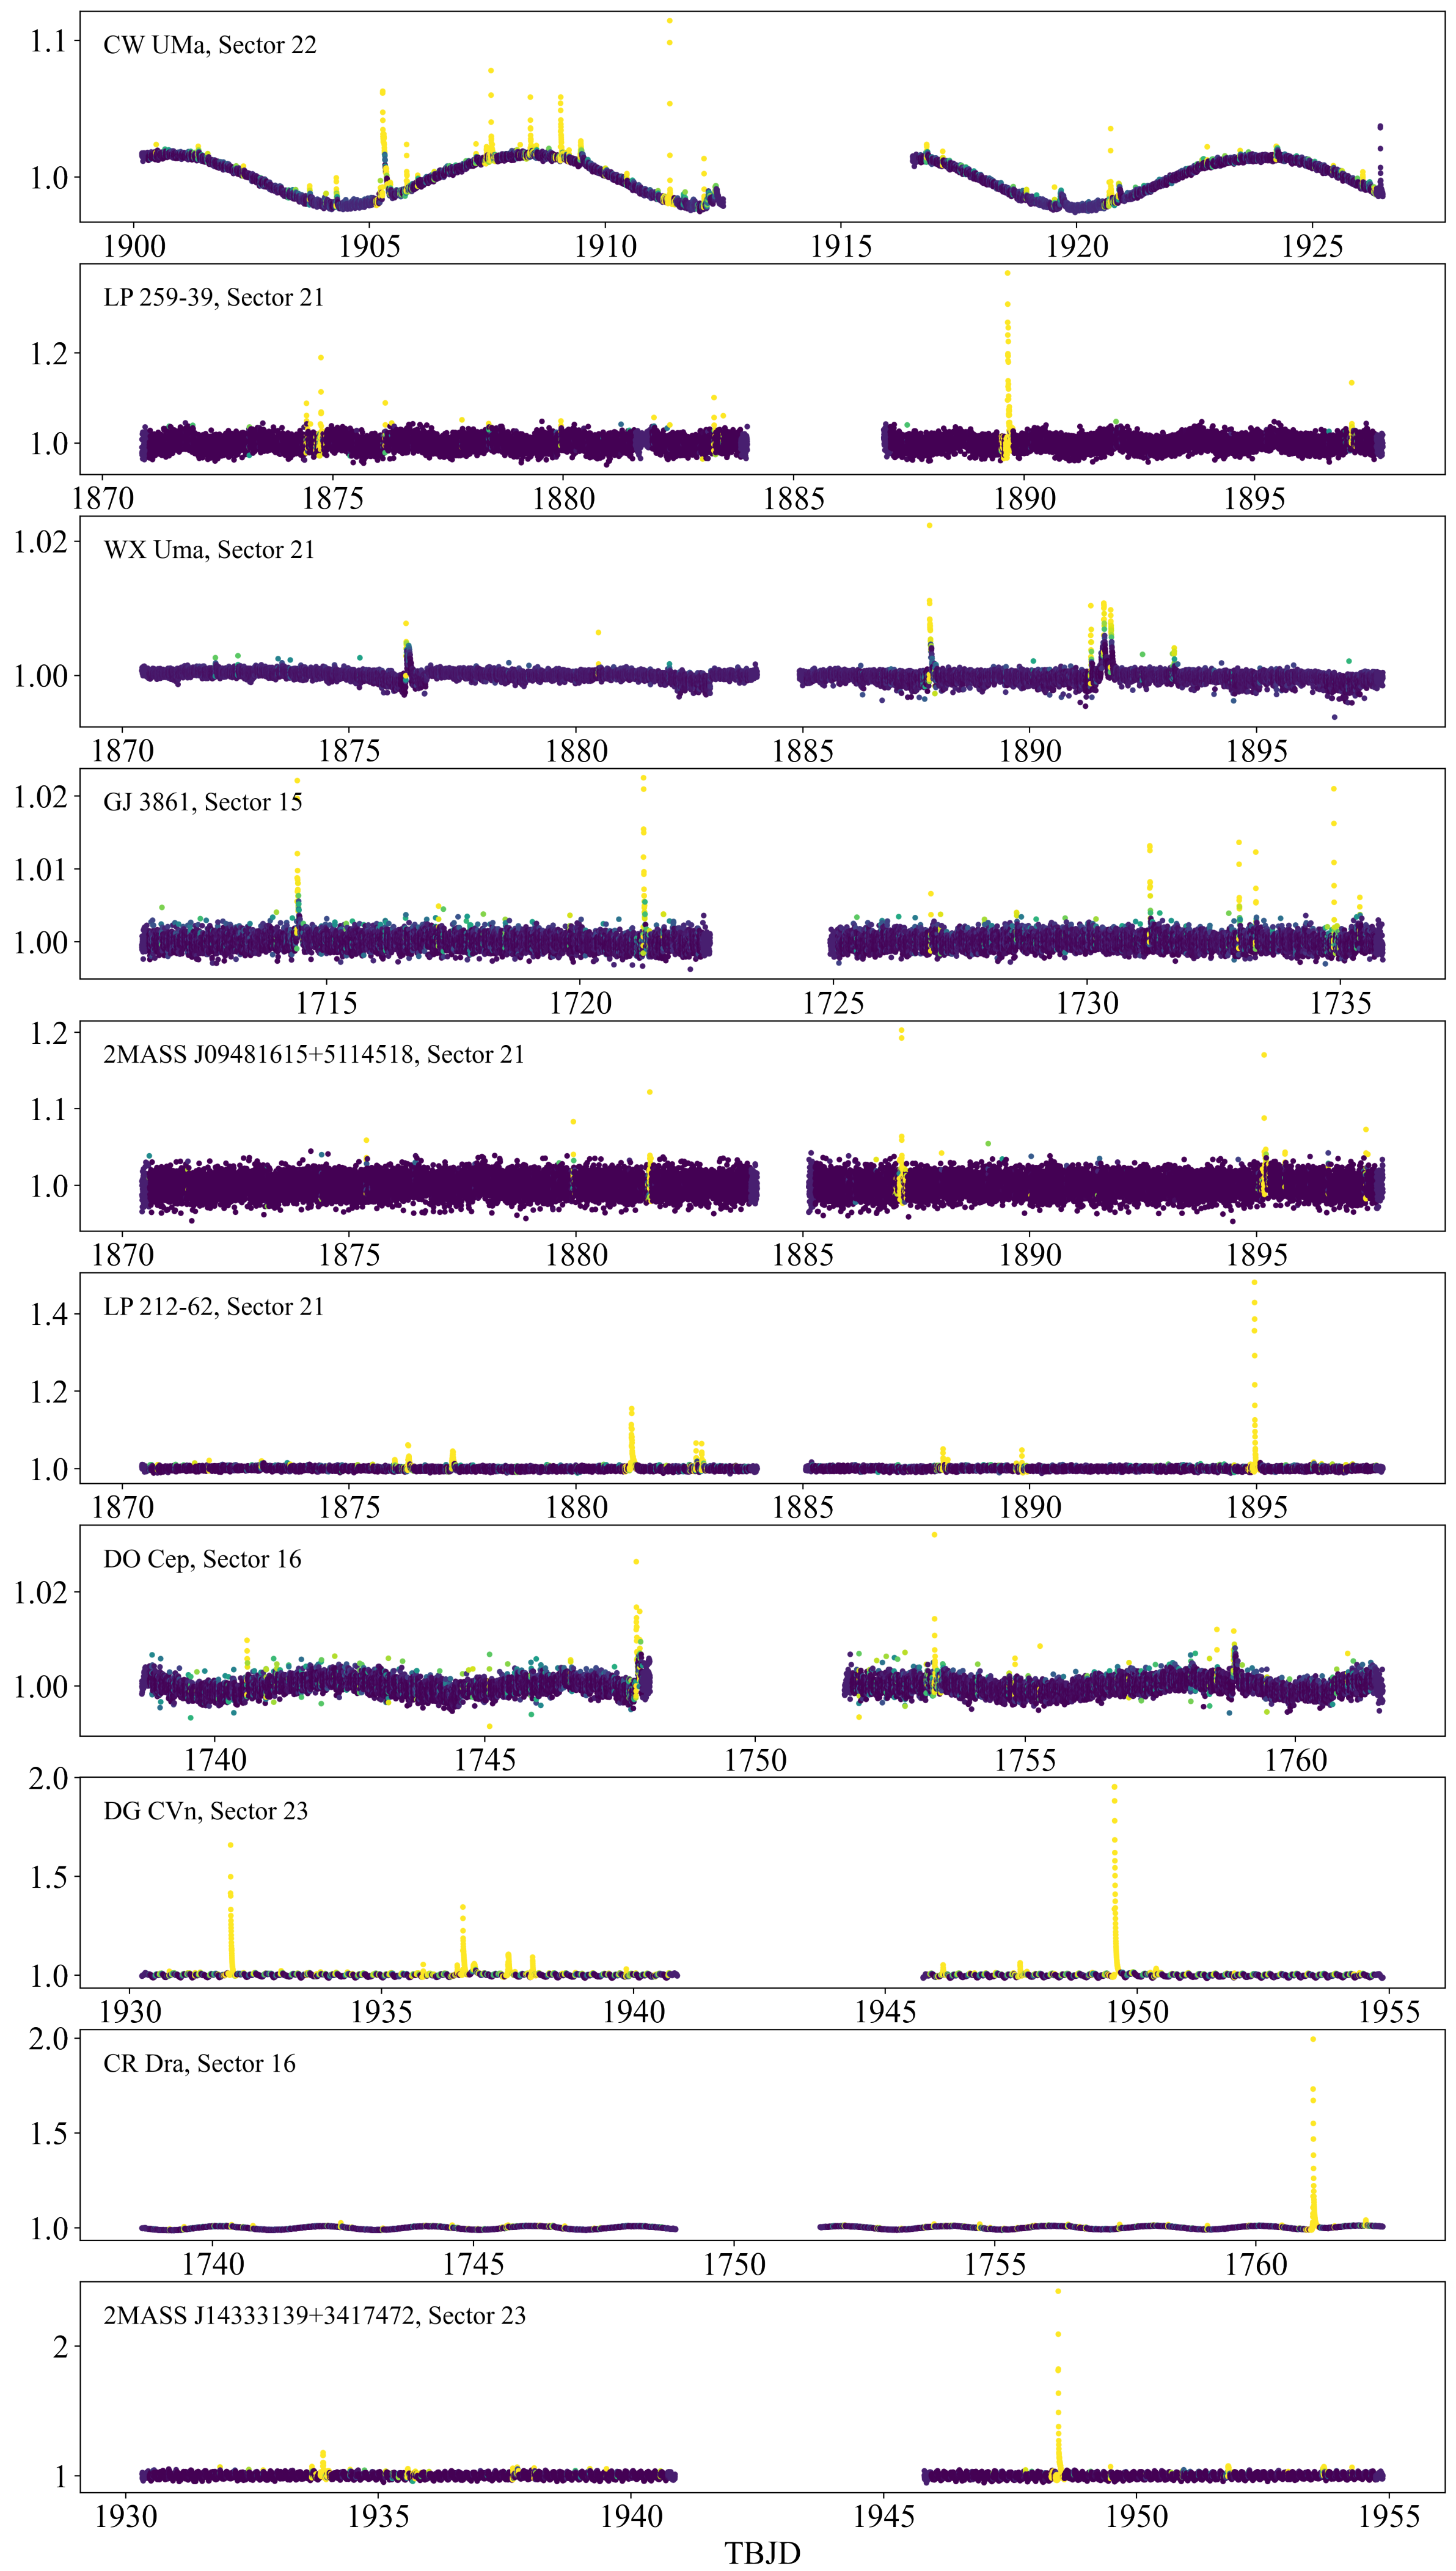 CW UMa, Sector 22
1.1
1.0
1900 1905 1910 1915 1920 1925
LP 259-39, Sector 21
1.2
1.0
1870 1875 1880 1885 1890 1895
WX Uma, Sector 21
1.02
1.00
1870 1875 1880 1885 1890 1895
GJ 3861, Sector 15
1.02
1.01
1.00
1715 1720 1725 1730 1735
2MASS J09481615+5114518, Sector 21
1.2
1.1
1.0
1870 1875 1880 1885 1890 1895
LP 212-62, Sector 21
1.4
1.2
1.0
1870 1875 1880 1885 1890 1895
DO Cep, Sector 16
1.02
1.00
1740 1745 1750 1755 1760
DG CVn, Sector 23
2.0
1.5
1.0
1930 1935 1940 1945 1950 1955
CR Dra, Sector 16
2.0
1.5
1.0
1740 1745 1750 1755 1760
2MASS J14333139+3417472, Sector 23
2
1
1930 1935 1940 1945 1950 1955
TBJD